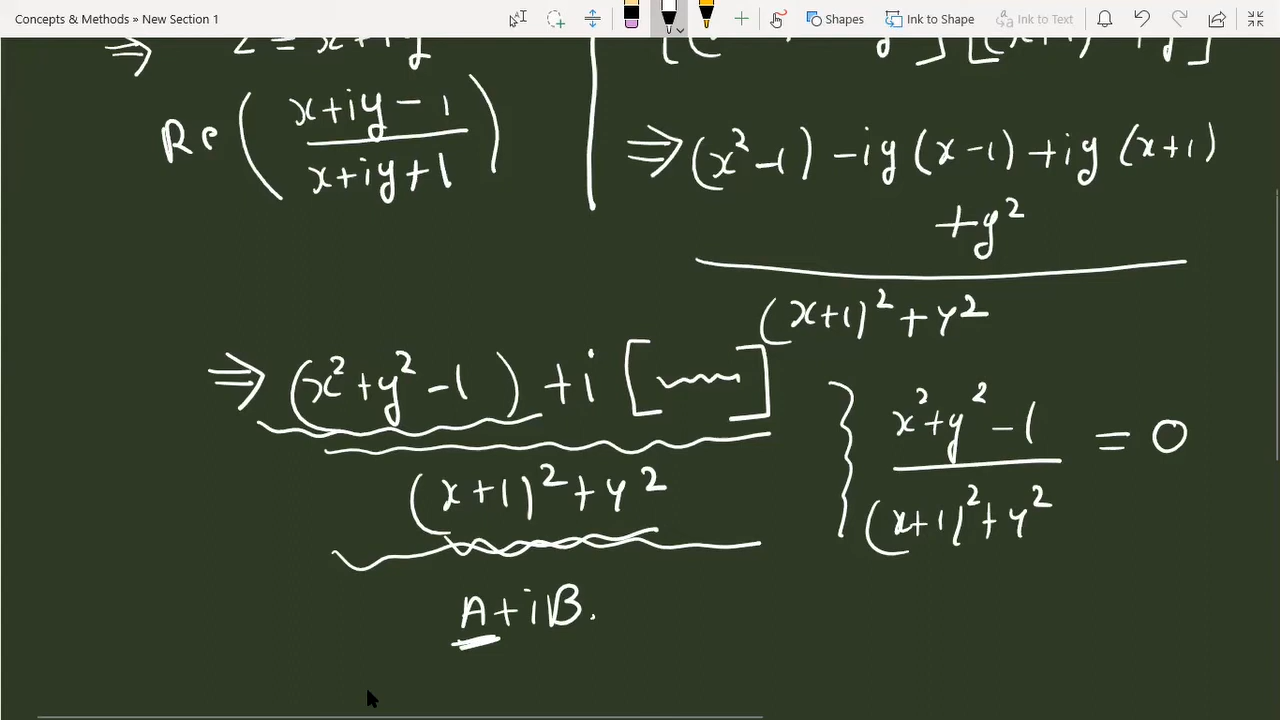 Concepts & Methods » New Section 1
Shapes Ink to Shape Ink to Text
⇒ z = x+iy
Re ( (x+iy − 1) / (x+iy+1) )
⇒ (x² −1) − iy (x −1) + iy (x+1)
+y²
(x+1)² + y²
⇒ (x² + y² −1) + i [ ]
(x+1)² + y²
A + iB.
x² + y² − 1 = 0
(x+1)² + y²